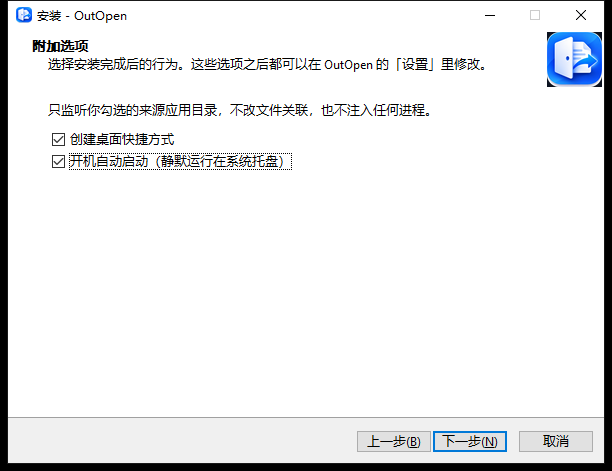 安装 - OutOpen
附加选项
选择安装完成后的行为。这些选项之后都可以在 OutOpen 的「设置」里修改。
只监听你勾选的来源应用目录，不改文件关联，也不注入任何进程。
创建桌面快捷方式
开机自动启动（静默运行在系统托盘）
上一步(B) 下一步(N) 取消